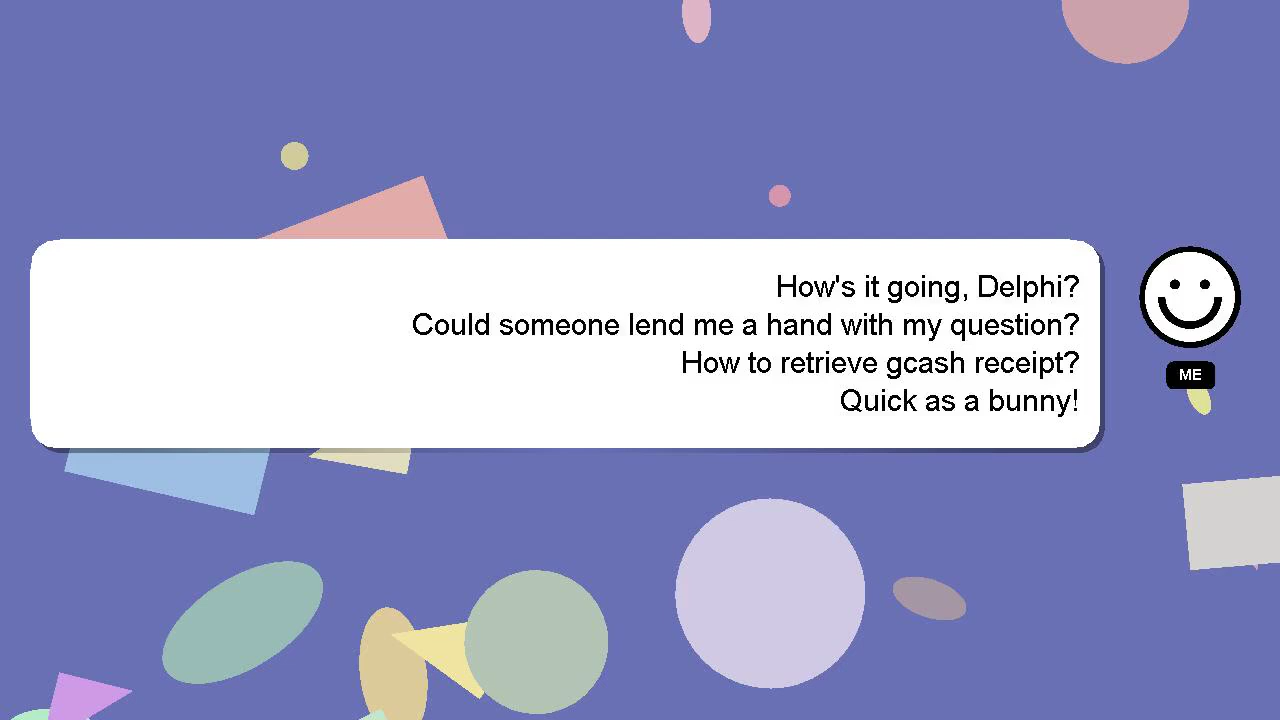 How's it going, Delphi?
Could someone lend me a hand with my question?
How to retrieve gcash receipt?
Quick as a bunny!
ME